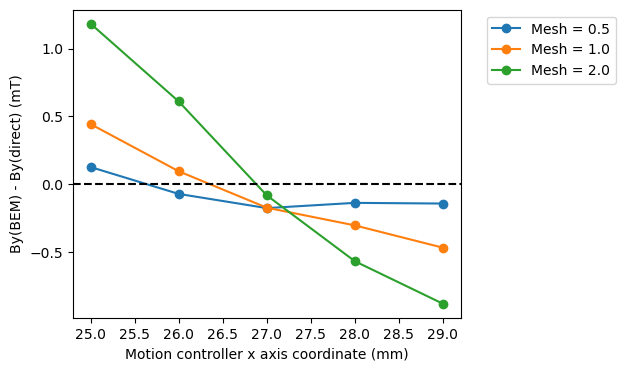 By(BEM) - By(direct) (mT)
1.0
0.5
0.0
−0.5
25.0 25.5 26.0 26.5 27.0 27.5 28.0 28.5 29.0
Motion controller x axis coordinate (mm)
Mesh = 0.5
Mesh = 1.0
Mesh = 2.0